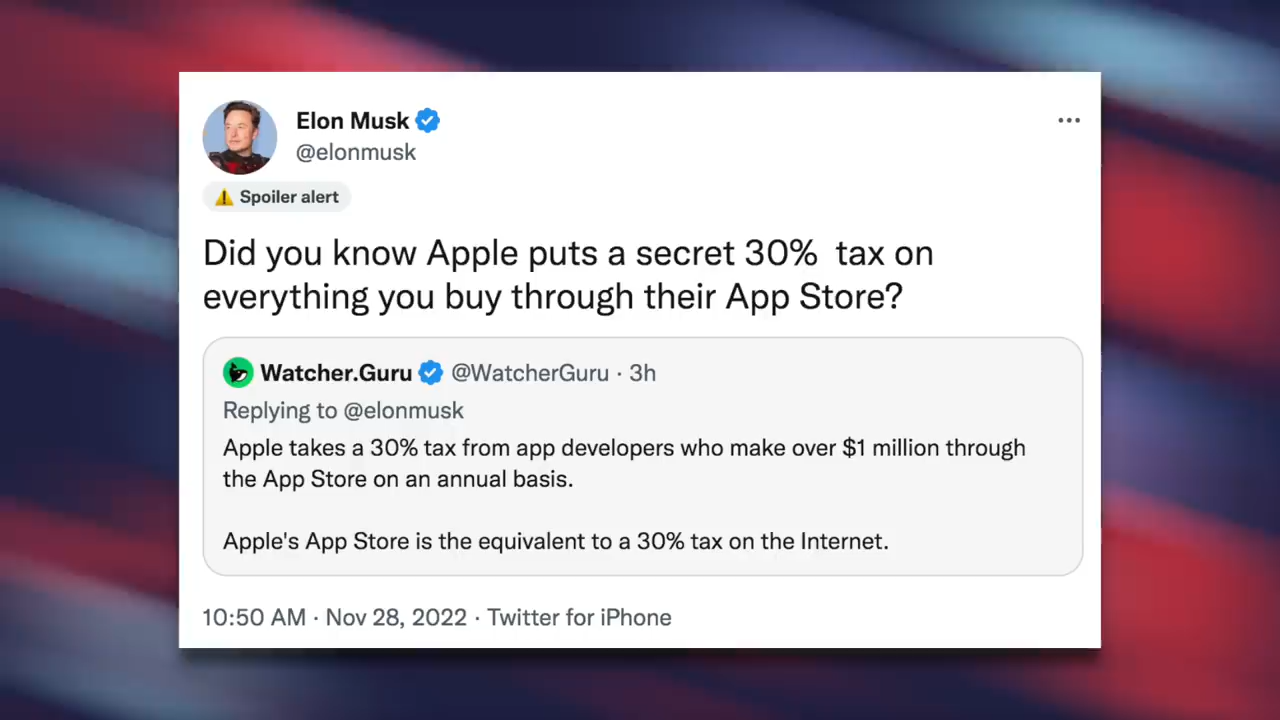 Elon Musk
@elonmusk
Spoiler alert
Did you know Apple puts a secret 30%  tax on
everything you buy through their App Store?
Watcher.Guru @WatcherGuru · 3h
Replying to @elonmusk
Apple takes a 30% tax from app developers who make over $1 million through
the App Store on an annual basis.
Apple's App Store is the equivalent to a 30% tax on the Internet.
10:50 AM · Nov 28, 2022 · Twitter for iPhone